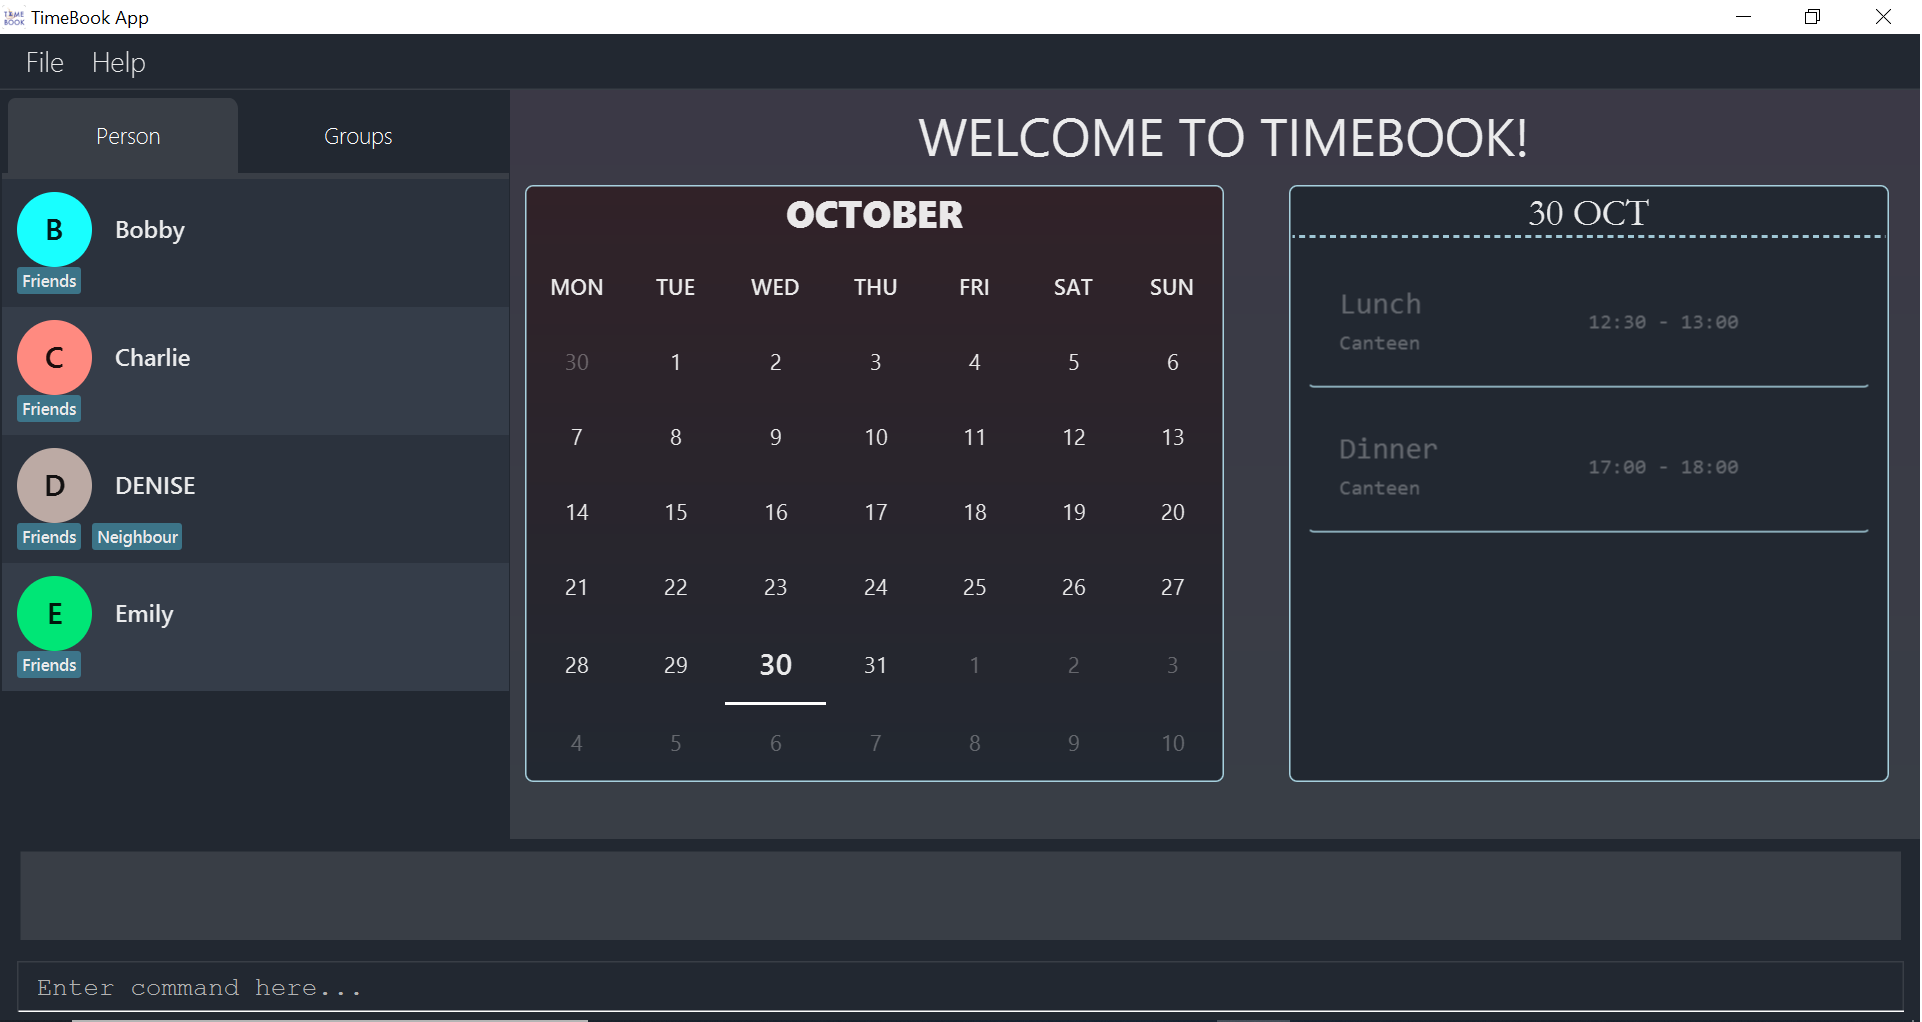 TIME BOOK TimeBook App
File Help
Person Groups
WELCOME TO TIMEBOOK!
B Bobby
Friends
C Charlie
Friends
D DENISE
Friends Neighbour
E Emily
Friends
OCTOBER
MON TUE WED THU FRI SAT SUN
30 1 2 3 4 5 6
7 8 9 10 11 12 13
14 15 16 17 18 19 20
21 22 23 24 25 26 27
28 29 30 31 1 2 3
4 5 6 7 8 9 10
30 OCT
Lunch
12:30 - 13:00
Canteen
Dinner
17:00 - 18:00
Canteen
Enter command here...